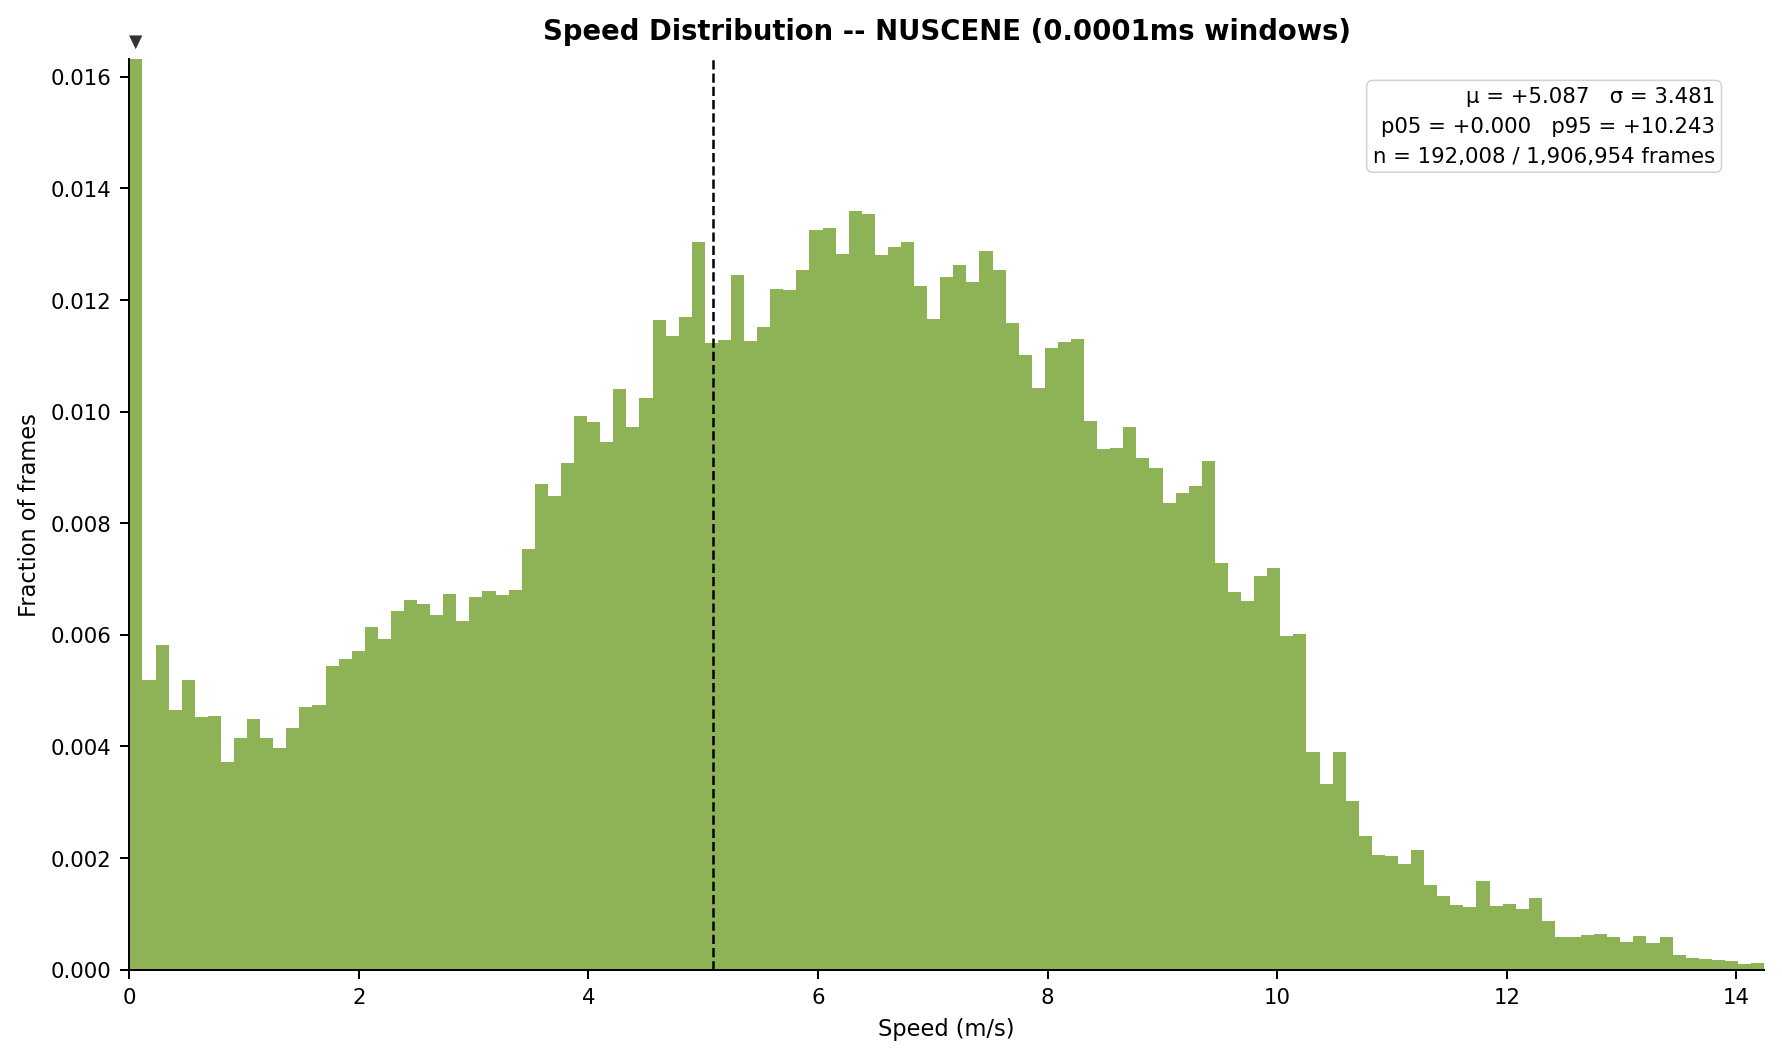 Speed Distribution -- NUSCENE (0.0001ms windows)
▼
μ = +5.087   σ = 3.481
p05 = +0.000   p95 = +10.243
n = 192,008 / 1,906,954 frames
0.016
0.014
0.012
0.010
0.008
0.006
0.004
0.002
0.000
Fraction of frames
0 2 4 6 8 10 12 14
Speed (m/s)